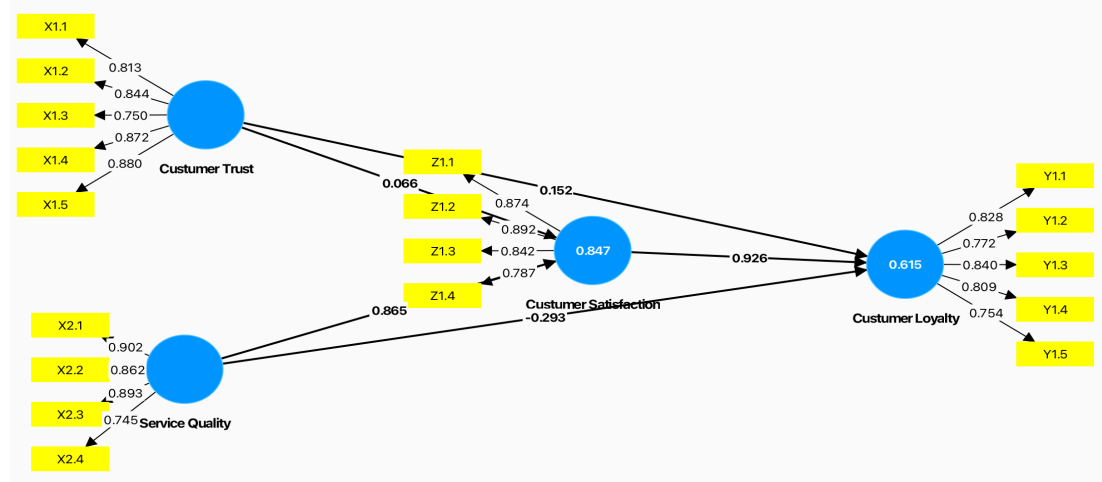 X1.1
0.813
X1.2
0.844
X1.3
0.750
X1.4
0.872
X1.5
0.880
Custumer Trust
0.066
0.152
Z1.1
0.874
Z1.2
0.892
Z1.3
0.842
Z1.4
0.787
0.847
Custumer Satisfaction
0.926
0.865
-0.293
X2.1
0.902
X2.2
0.862
X2.3
0.893
X2.4
0.745
Service Quality
0.615
Custumer Loyalty
Y1.1
0.828
Y1.2
0.772
Y1.3
0.840
Y1.4
0.809
Y1.5
0.754